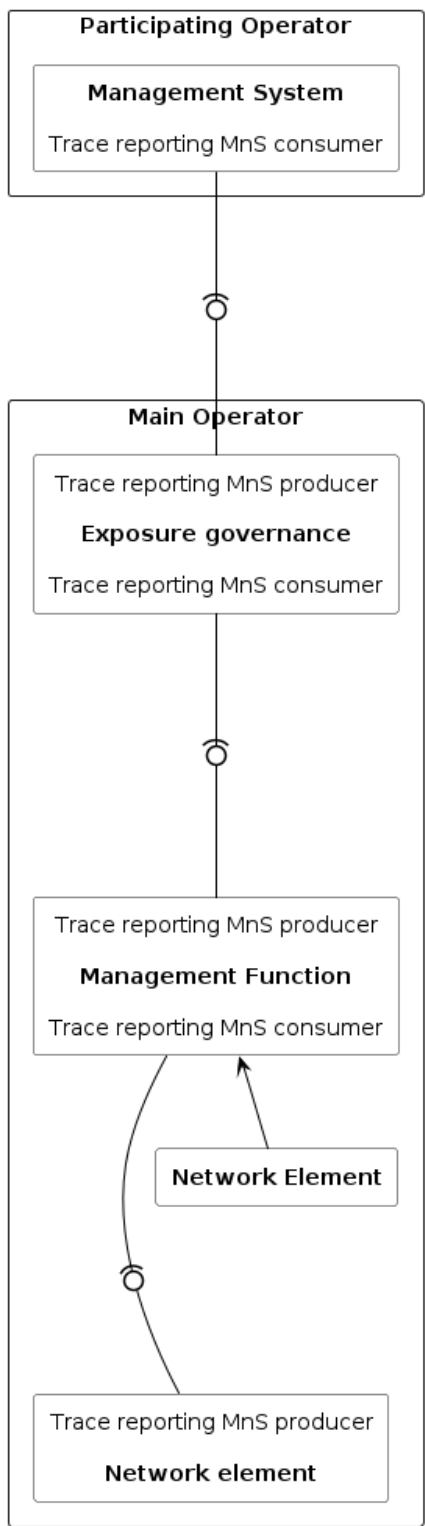 Participating Operator
Management System
Trace reporting MnS consumer
Main Operator
Trace reporting MnS producer
Exposure governance
Trace reporting MnS consumer
Trace reporting MnS producer
Management Function
Trace reporting MnS consumer
Network Element
Trace reporting MnS producer
Network element